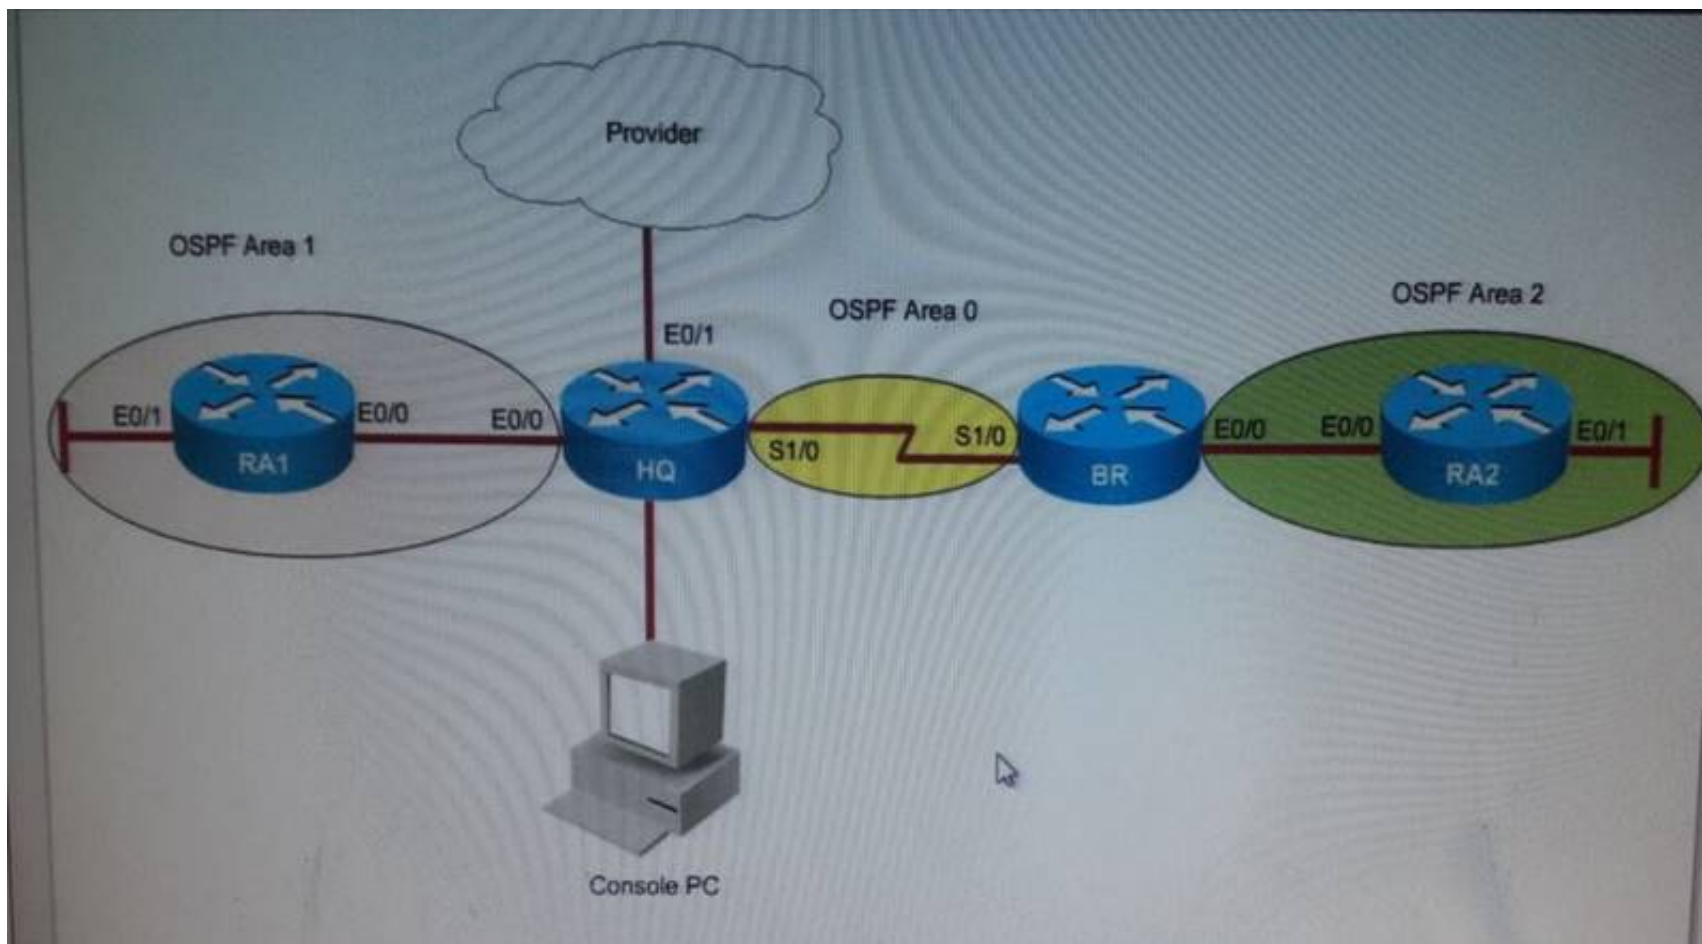 Provider
OSPF Area 1
OSPF Area 0
OSPF Area 2
E0/1
E0/1
E0/0
E0/0
S1/0
S1/0
E0/0
E0/0
E0/1
RA1
HQ
BR
RA2
Console PC